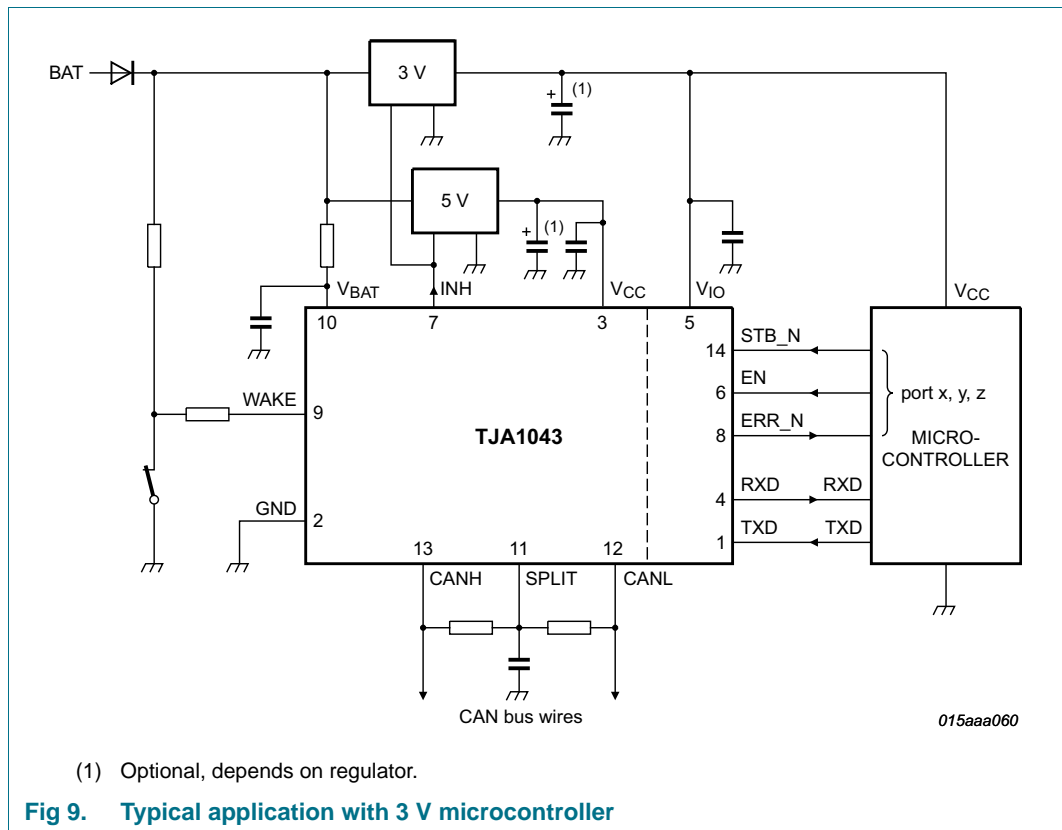 BAT
3 V
+ (1)
5 V
+ (1)
VBAT
INH
VCC
VIO
VCC
10
7
3
5
14 STB_N
6 EN
port x, y, z
8 ERR_N
MICRO-
CONTROLLER
WAKE 9
TJA1043
4 RXD RXD
GND 2
1 TXD TXD
13
11
12
CANH
SPLIT
CANL
CAN bus wires
015aaa060
(1) Optional, depends on regulator.
Fig 9. Typical application with 3 V microcontroller